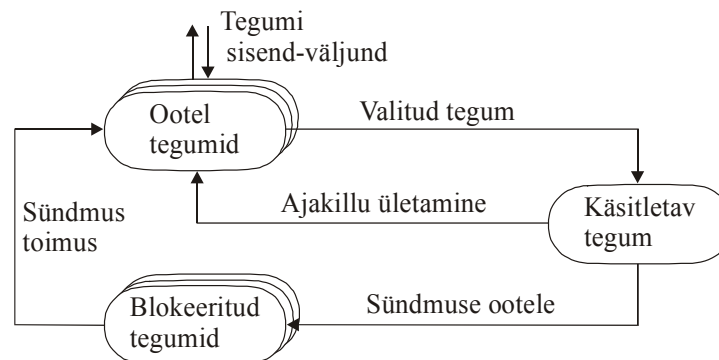 Tegumi
sisend-väljund
Ootel
tegumid
Valitud tegum
Ajakillu ületamine
Käsitletav
tegum
Sündmus
toimus
Blokeeritud
tegumid
Sündmuse ootele